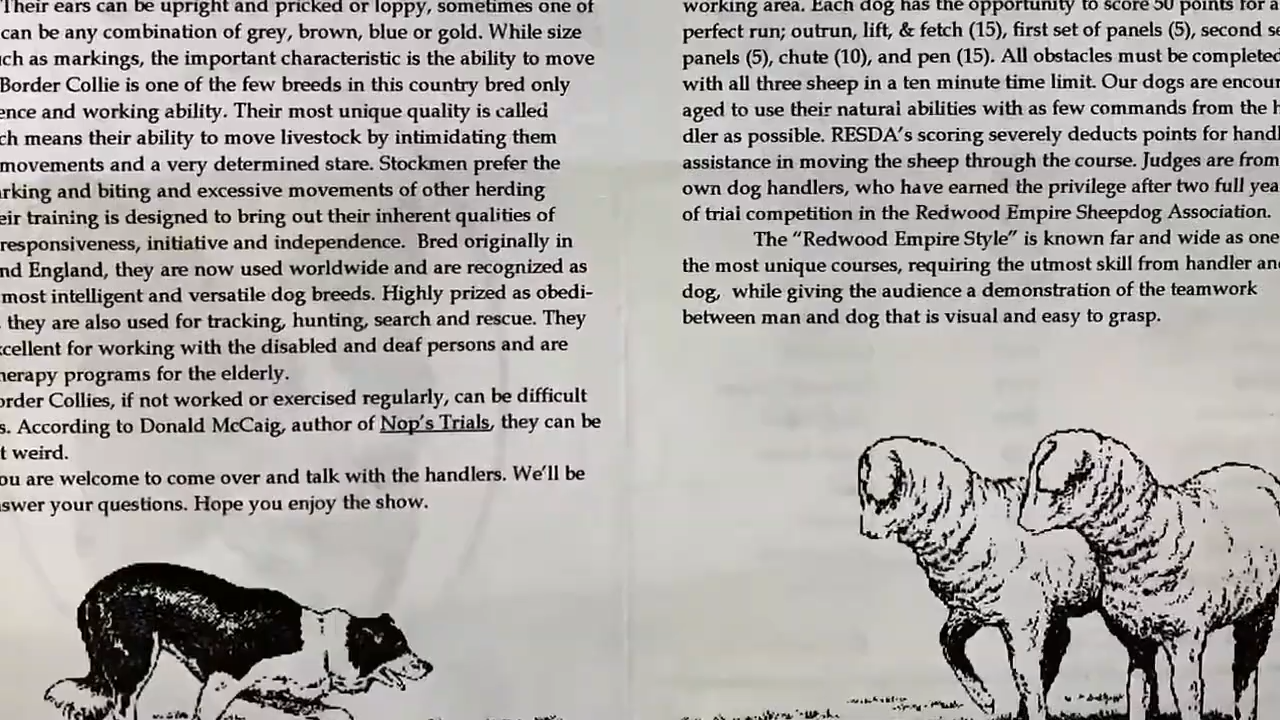 Their ears can be upright and pricked or loppy, sometimes one of
can be any combination of grey, brown, blue or gold. While size
as markings, the important characteristic is the ability to move
Border Collie is one of the few breeds in this country bred only
and working ability. Their most unique quality is called
means their ability to move livestock by intimidating them
movements and a very determined stare. Stockmen prefer the
and biting and excessive movements of other herding
training is designed to bring out their inherent qualities of
responsiveness, initiative and independence. Bred originally in
England, they are now used worldwide and are recognized as
most intelligent and versatile dog breeds. Highly prized as obedi-
they are also used for tracking, hunting, search and rescue. They
for working with the disabled and deaf persons and are
programs for the elderly.
Collies, if not worked or exercised regularly, can be difficult
According to Donald McCaig, author of Nop's Trials, they can be
weird.
are welcome to come over and talk with the handlers. We'll be
your questions. Hope you enjoy the show.
working area. Each dog has the opportunity to score 50 points for a
perfect run; outrun, lift, & fetch (15), first set of panels (5), second
panels (5), chute (10), and pen (15). All obstacles must be completed
with all three sheep in a ten minute time limit. Our dogs are encour
aged to use their natural abilities with as few commands from the
dler as possible. RESDA's scoring severely deducts points for
assistance in moving the sheep through the course. Judges are from
own dog handlers, who have earned the privilege after two full
of trial competition in the Redwood Empire Sheepdog Association.
The "Redwood Empire Style" is known far and wide as one
the most unique courses, requiring the utmost skill from handler
dog, while giving the audience a demonstration of the teamwork
between man and dog that is visual and easy to grasp.